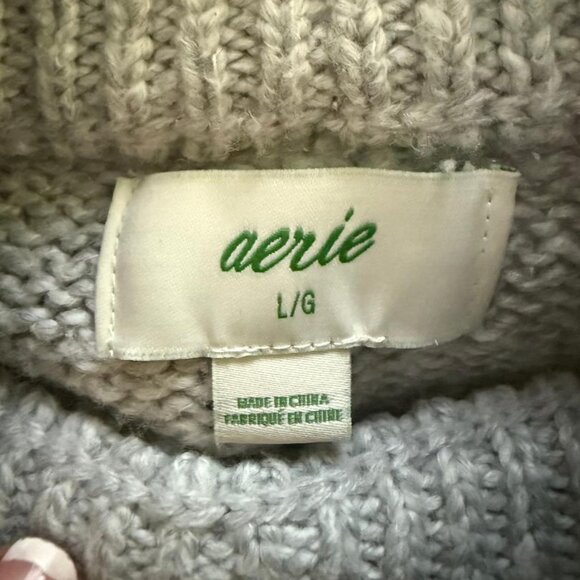 aerie
L/G
MADE IN CHINA
FABRIQUÉ EN CHINE